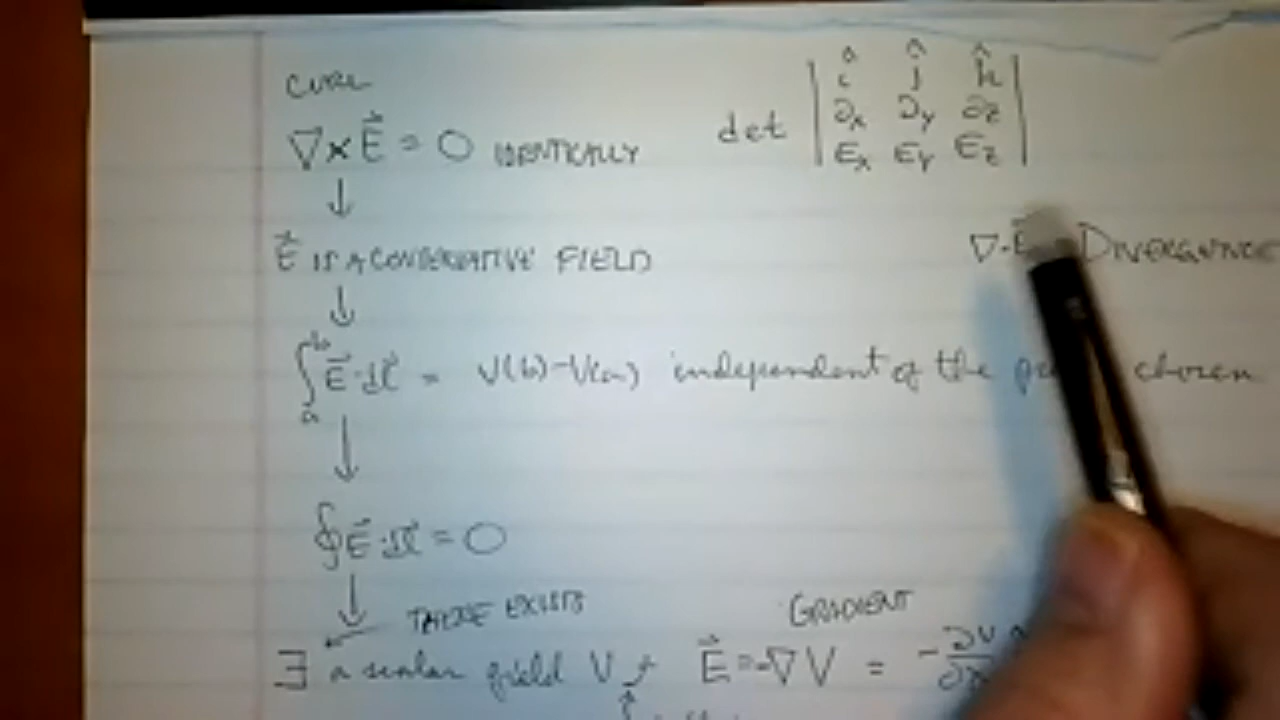 CURL
∇×E⃗ = 0 IDENTICALLY
det | î ĵ k̂ |
| ∂x ∂y ∂z |
| Ex Ey Ez |
↓
E⃗ IS A CONSERVATIVE FIELD
∇·E⃗ DIVERGENCE
↓
∫ₐᵇ E⃗·dl⃗ = V(b)-V(a) independent of the chosen
↓
∮E⃗·dl⃗ = 0
↓
THERE EXISTS
GRADIENT
∃ a scalar field V E⃗ = -∇V = -∂V